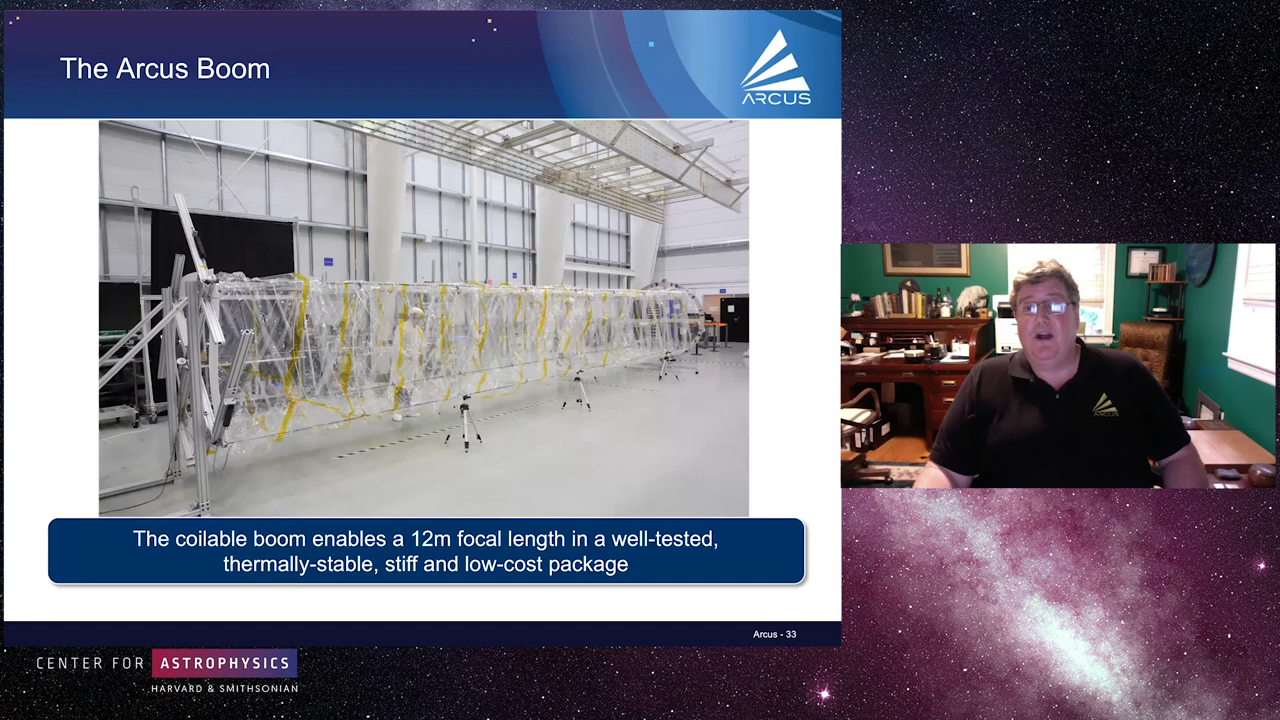 The Arcus Boom
ARCUS
The coilable boom enables a 12m focal length in a well-tested,
thermally-stable, stiff and low-cost package
Arcus - 33
ARCUS
CENTER FOR ASTROPHYSICS
HARVARD & SMITHSONIAN